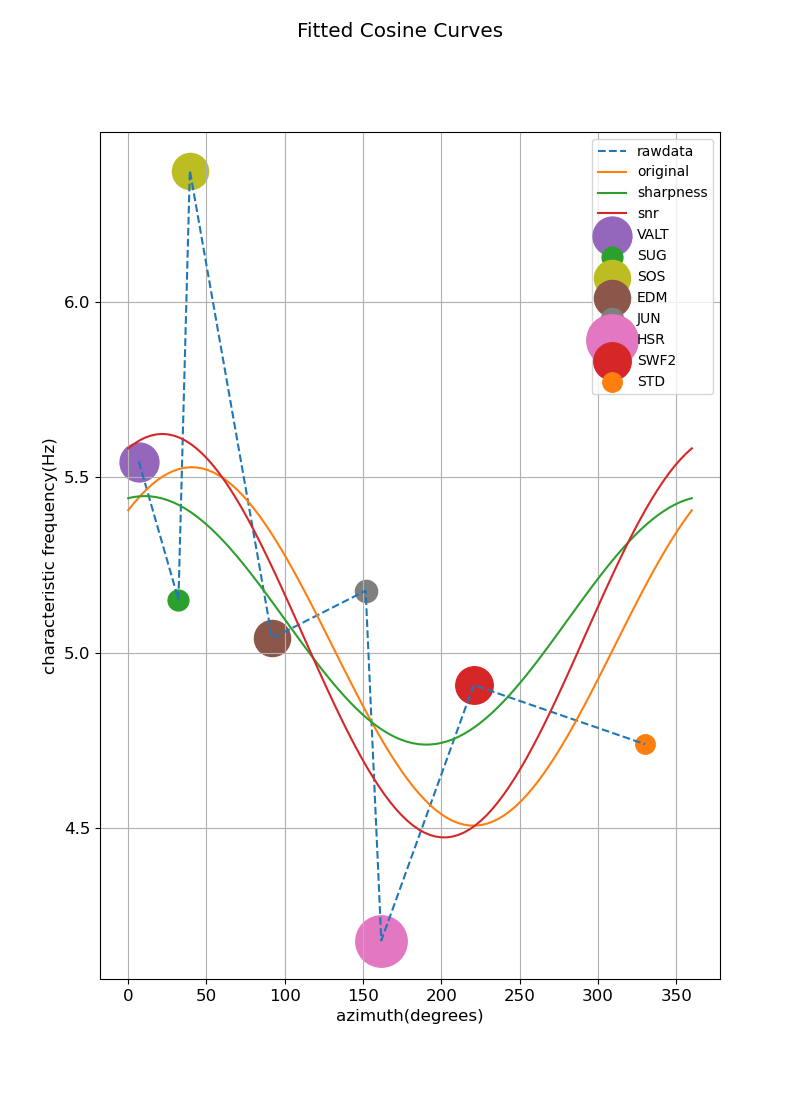 Fitted Cosine Curves
rawdata
original
sharpness
snr
VALT
SUG
SOS
EDM
JUN
HSR
SWF2
STD
characteristic frequency(Hz)
6.0
5.5
5.0
4.5
0 50 100 150 200 250 300 350
azimuth(degrees)